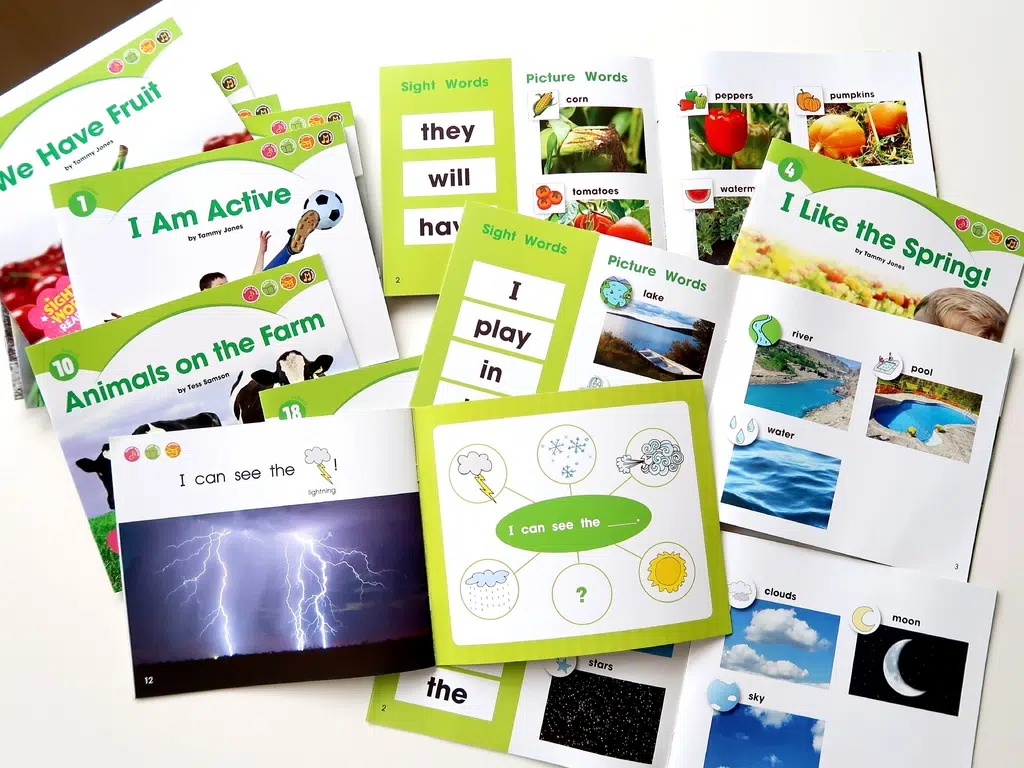 We Have Fruit
by Tammy Jones
1
I Am Active
by Tammy Jones
10
Animals on the Farm
by Tess Samson
18
Sight Words
they
will
2
Picture Words
corn
tomatoes
peppers
pumpkins
4
I Like the Spring!
by Tammy Jones
Sight Words
I
play
in
Picture Words
lake
river
pool
water
3
I can see the
!
lightning
12
I can see the ____.
?
the
2
stars
clouds
moon
sky